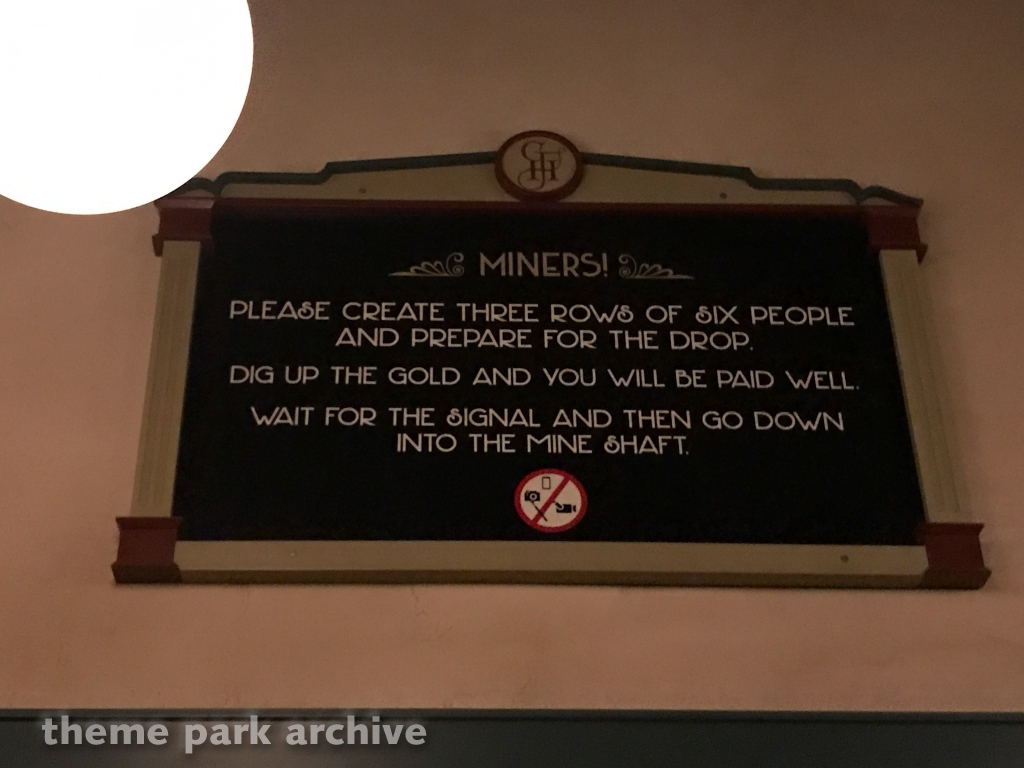 GTHJ
MINERS!
PLEASE CREATE THREE ROWS OF SIX PEOPLE
AND PREPARE FOR THE DROP.
DIG UP THE GOLD AND YOU WILL BE PAID WELL.
WAIT FOR THE SIGNAL AND THEN GO DOWN
INTO THE MINE SHAFT.
theme park archive